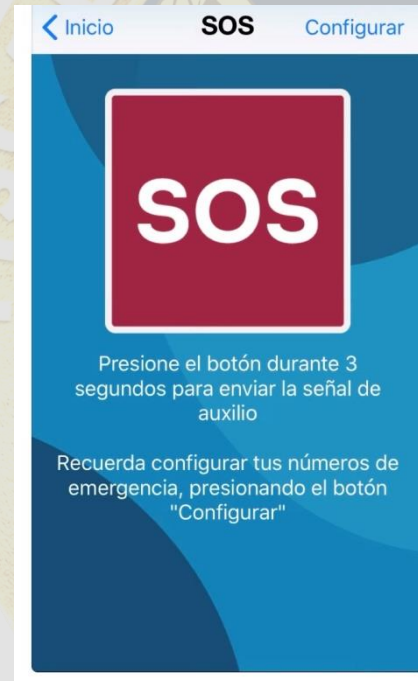 Inicio SOS Configurar
SOS
Presione el botón durante 3
segundos para enviar la señal de
auxilio
Recuerda configurar tus números de
emergencia, presionando el botón
"Configurar"